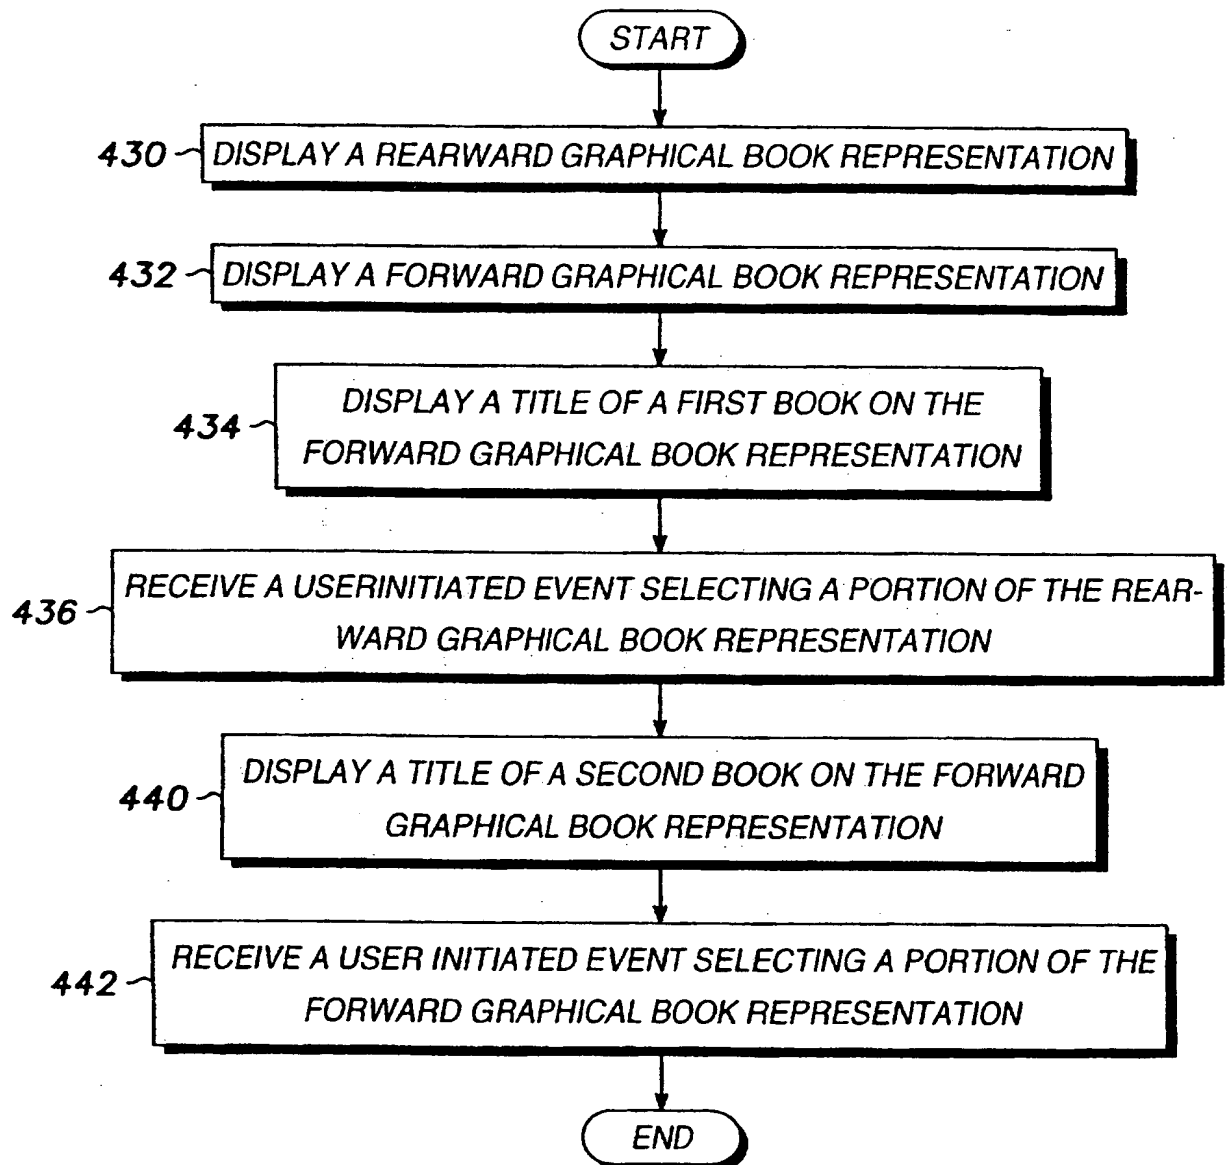 START
430 DISPLAY A REARWARD GRAPHICAL BOOK REPRESENTATION
432 DISPLAY A FORWARD GRAPHICAL BOOK REPRESENTATION
434 DISPLAY A TITLE OF A FIRST BOOK ON THE
FORWARD GRAPHICAL BOOK REPRESENTATION
436 RECEIVE A USERINITIATED EVENT SELECTING A PORTION OF THE REAR-
WARD GRAPHICAL BOOK REPRESENTATION
440 DISPLAY A TITLE OF A SECOND BOOK ON THE FORWARD
GRAPHICAL BOOK REPRESENTATION
442 RECEIVE A USER INITIATED EVENT SELECTING A PORTION OF THE
FORWARD GRAPHICAL BOOK REPRESENTATION
END